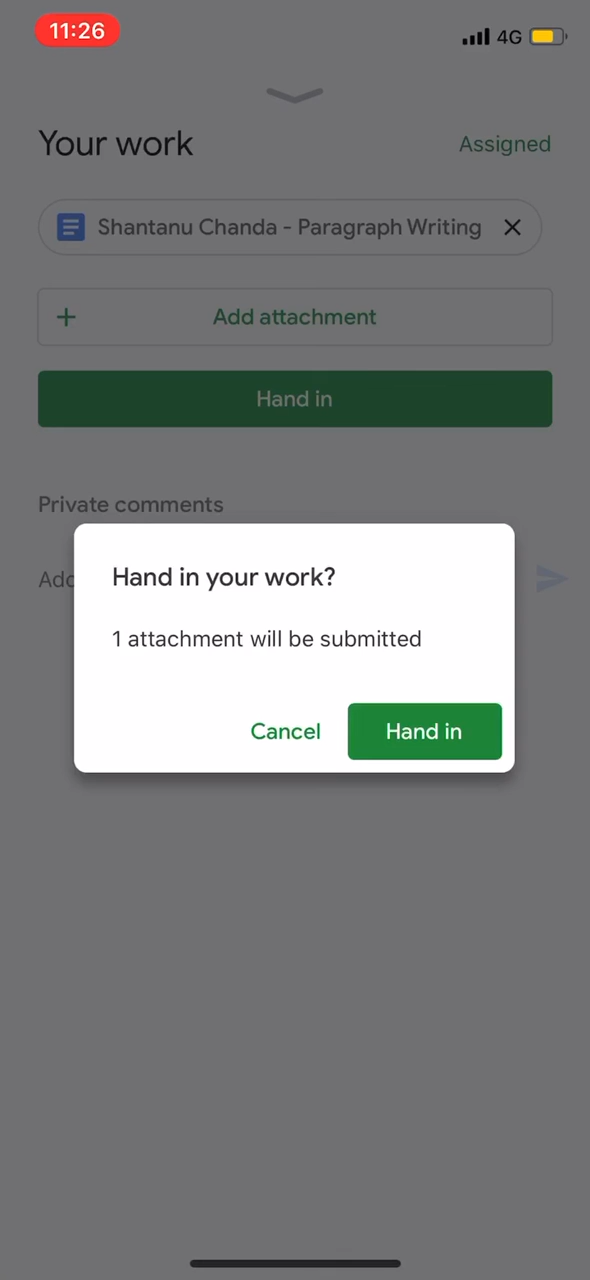 11:26
4G
Your work
Assigned
Shantanu Chanda - Paragraph Writing
Add attachment
Hand in
Private comments
Hand in your work?
1 attachment will be submitted
Cancel
Hand in